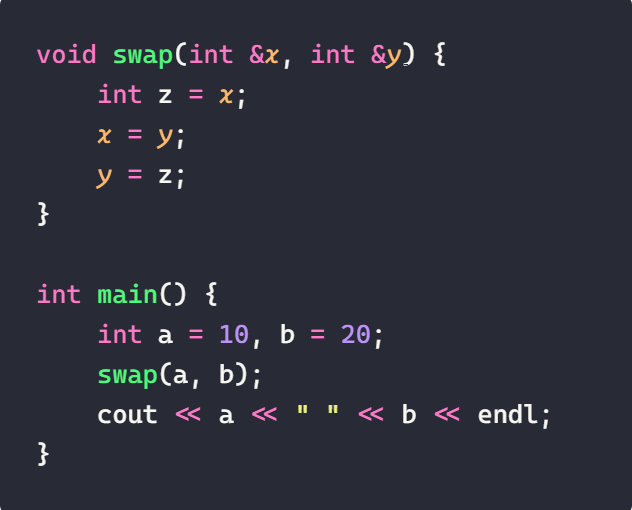 void swap(int &x, int &y) {
    int z = x;
    x = y;
    y = z;
}

int main() {
    int a = 10, b = 20;
    swap(a, b);
    cout << a << " " << b << endl;
}